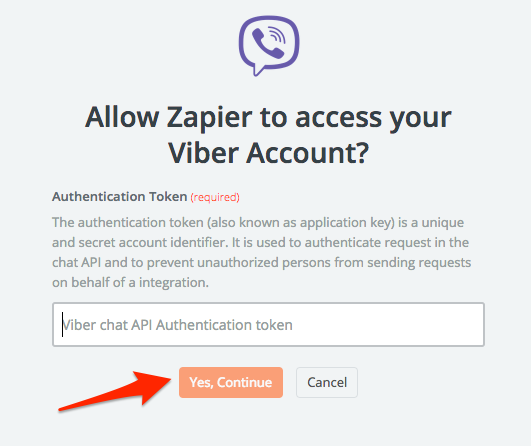 Allow Zapier to access your
Viber Account?
Authentication Token (required)
The authentication token (also known as application key) is a unique
and secret account identifier. It is used to authenticate request in the
chat API and to prevent unauthorized persons from sending requests
on behalf of a integration.
Viber chat API Authentication token
Yes, Continue
Cancel